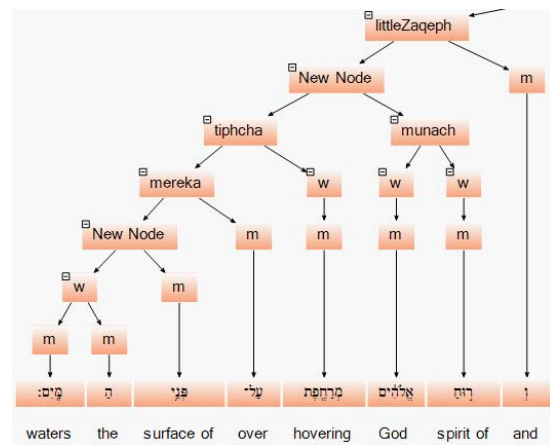 littleZaqeph
New Node m
tiphcha munach
mereka w w w
New Node m m m m
w m
m m
וְ ר֣וּחַ אֱלֹהִ֔ים מְרַחֶ֖פֶת עַל־ פְּנֵ֥י הַ מָּֽיִם׃
waters the surface of over hovering God spirit of and